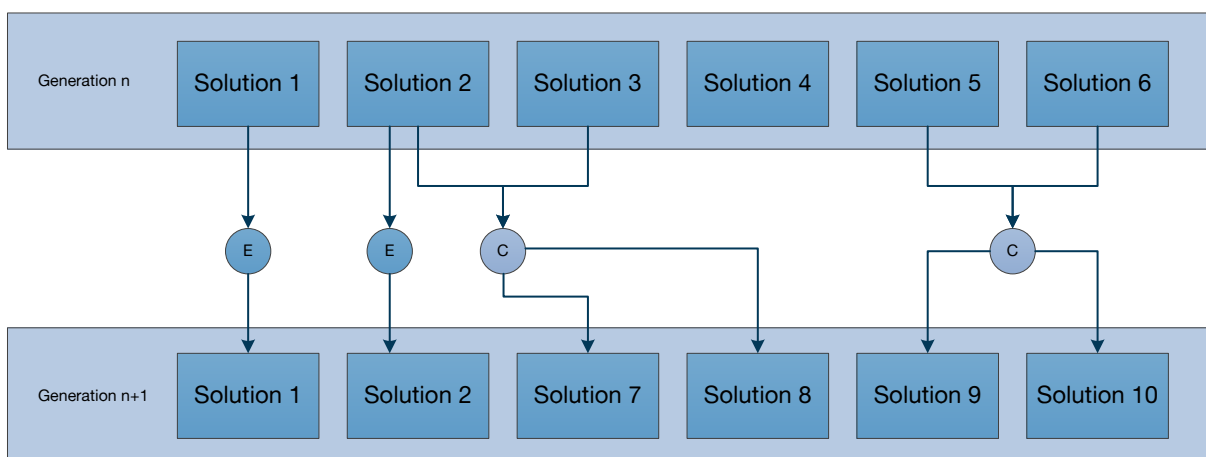 Generation n
Solution 1
Solution 2
Solution 3
Solution 4
Solution 5
Solution 6
E
E
C
C
Generation n+1
Solution 1
Solution 2
Solution 7
Solution 8
Solution 9
Solution 10